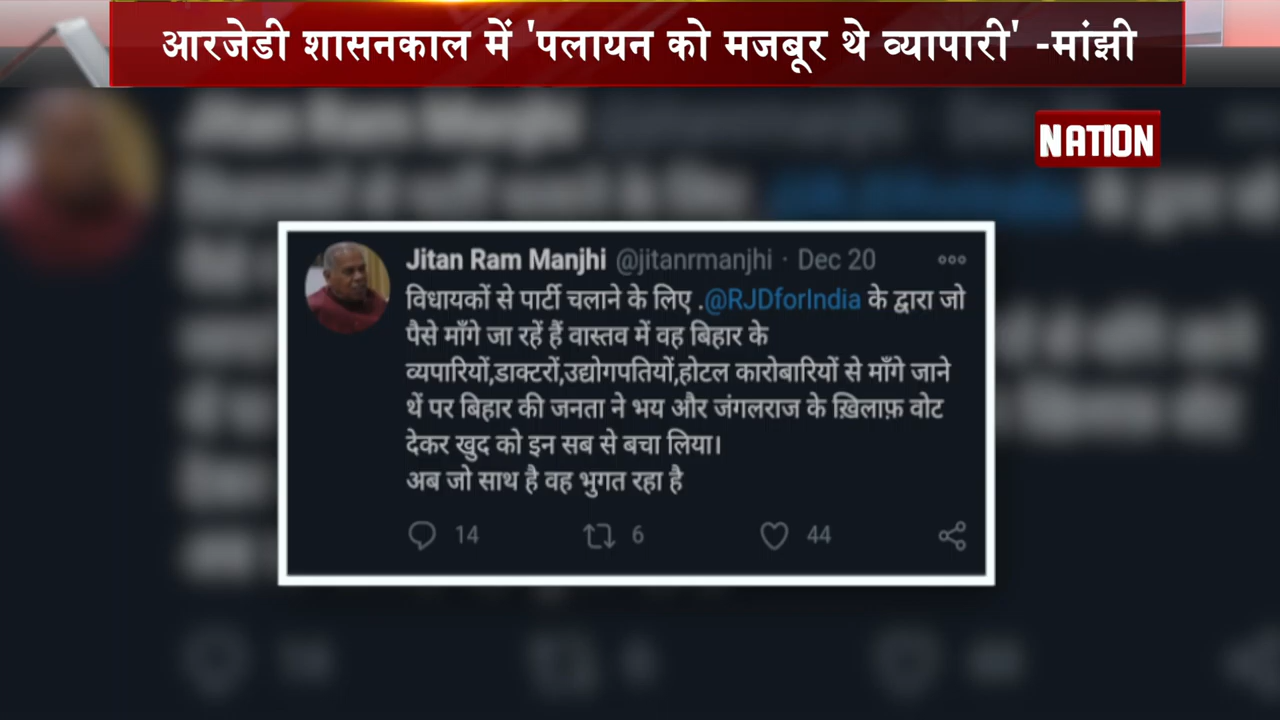 आरजेडी शासनकाल में 'पलायन को मजबूर थे व्यापारी' -मांझी
NATION
Jitan Ram Manjhi @jitanrmanjhi · Dec 20
विधायकों से पार्टी चलाने के लिए .@RJDforIndia के द्वारा जो
पैसे माँगे जा रहें हैं वास्तव में वह बिहार के
व्यपारियों,डाक्टरों,उद्योगपतियों,होटल कारोबारियों से माँगे जाने
थें पर बिहार की जनता ने भय और जंगलराज के ख़िलाफ़ वोट
देकर खुद को इन सब से बचा लिया।
अब जो साथ है वह भुगत रहा है
14 6 44